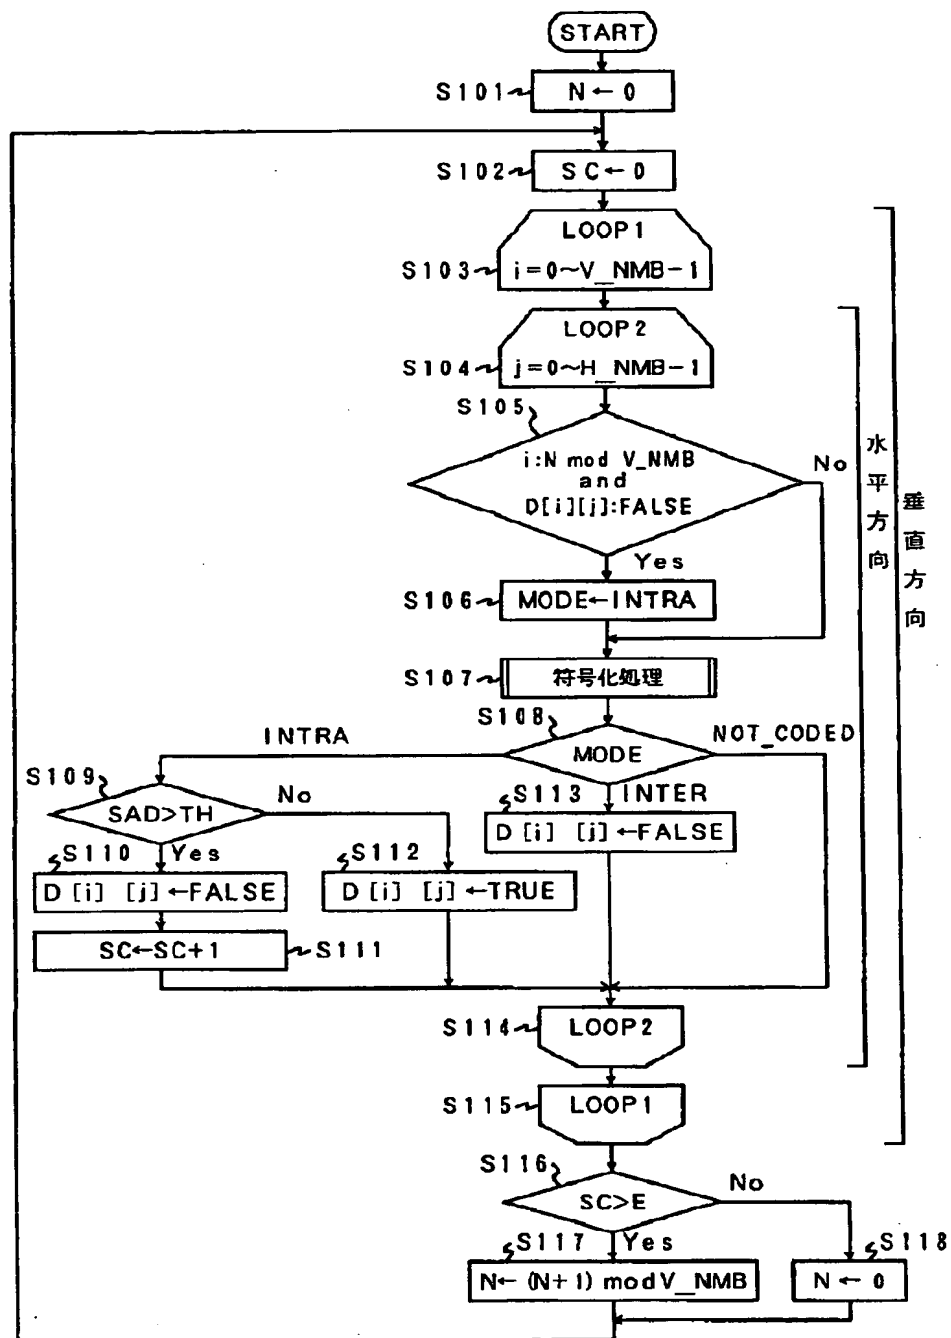 START
S101
N←0
S102
SC←0
LOOP1
S103
i=0~V_NMB-1
LOOP2
S104
j=0~H_NMB-1
S105
i:N mod V_NMB
and
D[i][j]:FALSE
No
Yes
水平方向
垂直方向
S106
MODE←INTRA
S107
符号化処理
S108
INTRA
MODE
NOT_CODED
S109
SAD>TH
No
S113
INTER
D[i] [j]←FALSE
S110
Yes
D[i] [j]←FALSE
S112
D[i] [j]←TRUE
SC←SC+1
S111
S114
LOOP2
S115
LOOP1
S116
SC>E
No
S117
Yes
N←(N+1) mod V_NMB
S118
N←0